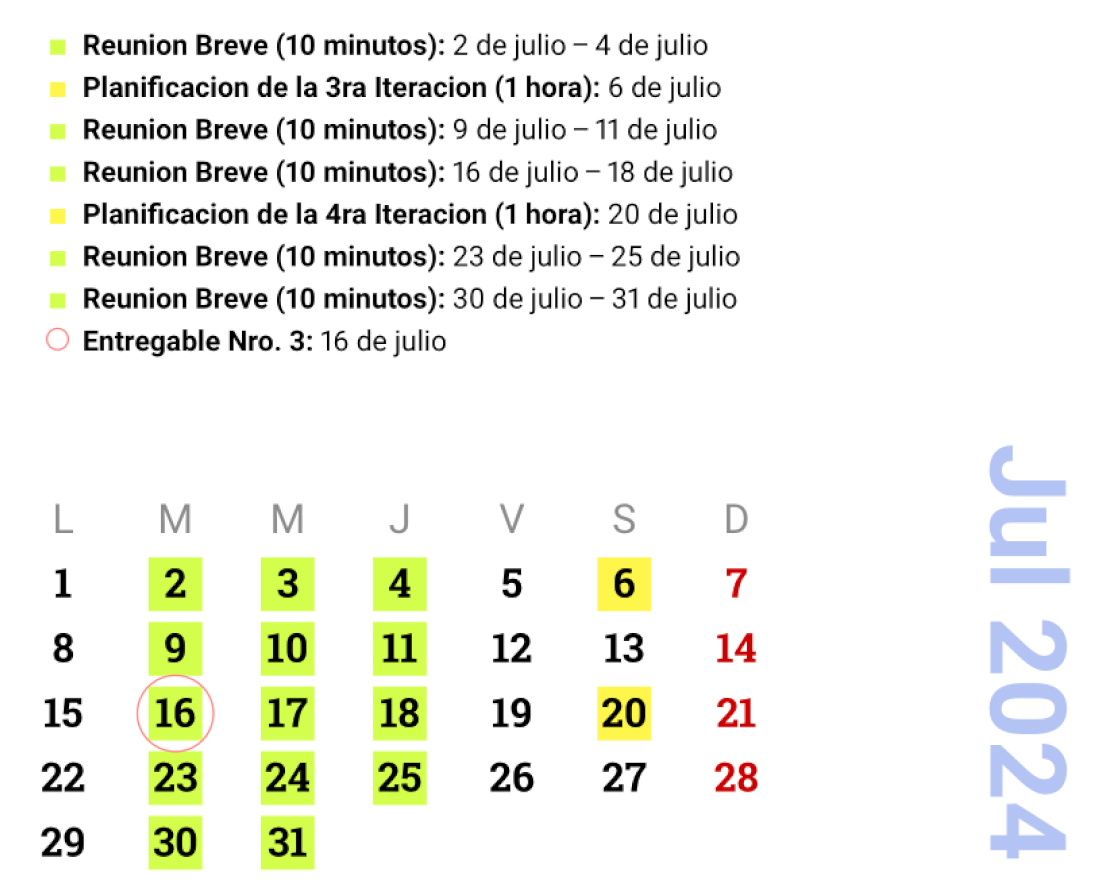 Reunion Breve (10 minutos): 2 de julio – 4 de julio
Planificacion de la 3ra Iteracion (1 hora): 6 de julio
Reunion Breve (10 minutos): 9 de julio – 11 de julio
Reunion Breve (10 minutos): 16 de julio – 18 de julio
Planificacion de la 4ra Iteracion (1 hora): 20 de julio
Reunion Breve (10 minutos): 23 de julio – 25 de julio
Reunion Breve (10 minutos): 30 de julio – 31 de julio
Entregable Nro. 3: 16 de julio
Jul 2024
L M M J V S D
1 2 3 4 5 6 7
8 9 10 11 12 13 14
15 16 17 18 19 20 21
22 23 24 25 26 27 28
29 30 31